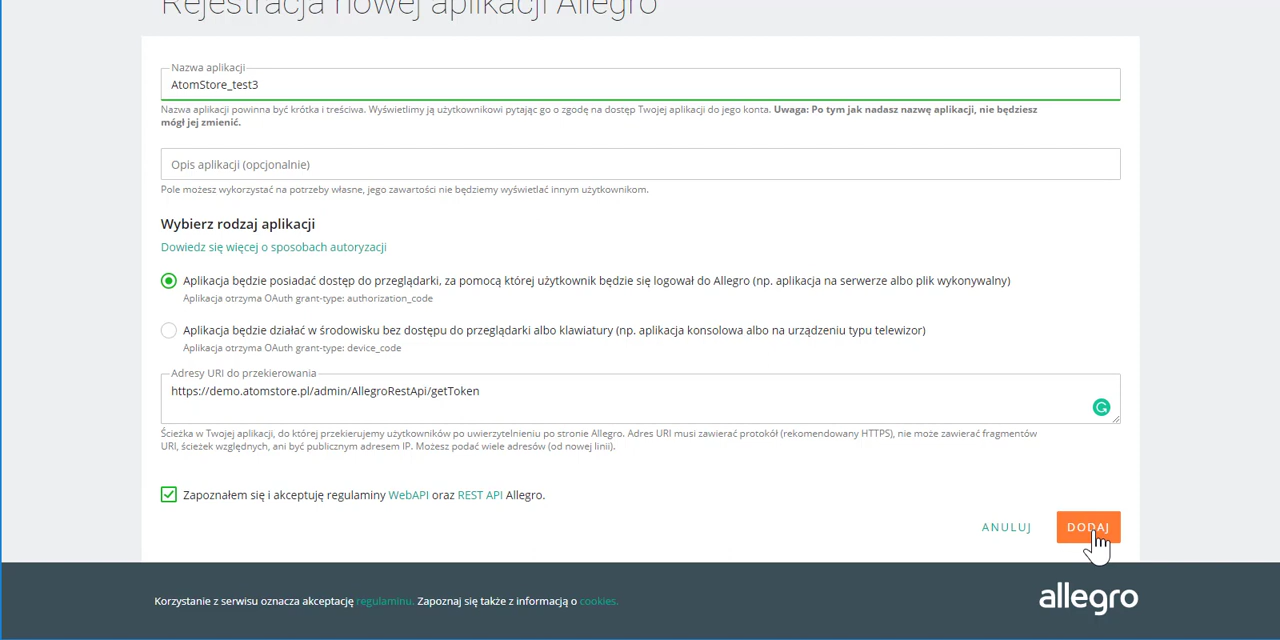 Rejestracja nowej aplikacji Allegro
Nazwa aplikacji
AtomStore_test3
Nazwa aplikacji powinna być krótka i treściwa. Wyświetlimy ją użytkownikowi pytając go o zgodę na dostęp Twojej aplikacji do jego konta. Uwaga: Po tym jak nadasz nazwę aplikacji, nie będziesz
mógł jej zmienić.
Opis aplikacji (opcjonalnie)
Pole możesz wykorzystać na potrzeby własne, jego zawartości nie będziemy wyświetlać innym użytkownikom.
Wybierz rodzaj aplikacji
Dowiedz się więcej o sposobach autoryzacji
Aplikacja będzie posiadać dostęp do przeglądarki, za pomocą której użytkownik będzie się logował do Allegro (np. aplikacja na serwerze albo plik wykonywalny)
Aplikacja otrzyma OAuth grant-type: authorization_code
Aplikacja będzie działać w środowisku bez dostępu do przeglądarki albo klawiatury (np. aplikacja konsolowa albo na urządzeniu typu telewizor)
Aplikacja otrzyma OAuth grant-type: device_code
Adresy URI do przekierowania
https://demo.atomstore.pl/admin/AllegroRestApi/getToken
Ścieżka w Twojej aplikacji, do której przekierujemy użytkowników po uwierzytelnieniu po stronie Allegro. Adres URI musi zawierać protokół (rekomendowany HTTPS), nie może zawierać fragmentów
URI, ścieżek względnych, ani być publicznym adresem IP. Możesz podać wiele adresów (od nowej linii).
Zapoznałem się i akceptuję regulaminy WebAPI oraz REST API Allegro.
ANULUJ
DODAJ
Korzystanie z serwisu oznacza akceptację regulaminu. Zapoznaj się także z informacją o cookies.
allegro